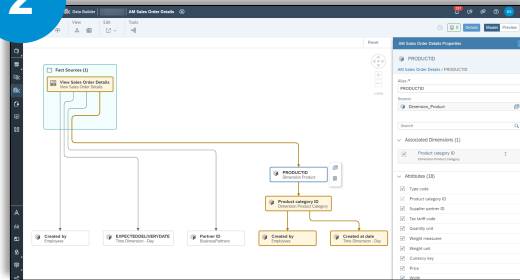 2
Data Builder
AM Sales Order Details
View
Edit
Tools
Details
Model
Preview
Reset
Fact Sources (1)
View Sales Order Details
View Sales Order Details
PRODUCTID
Dimension Product
Product category ID
Dimension Product Category
Created by
Employees
EXPECTEDDELIVERYDATE
Time Dimension - Day
Partner ID
BusinessPartners
Created by
Employees
Created at date
Time Dimension - Day
AM Sales Order Details Properties
PRODUCTID
AM Sales Order Details / PRODUCTID
Alias:*
PRODUCTID
Source:
Dimension_Product
Search
Associated Dimensions (1)
Product category ID
Dimension Product Category
Attributes (18)
Type code
Product category ID
Supplier partner ID
Tax tariff code
Quantity unit
Weight measure
Weight unit
Currency key
Price
Width